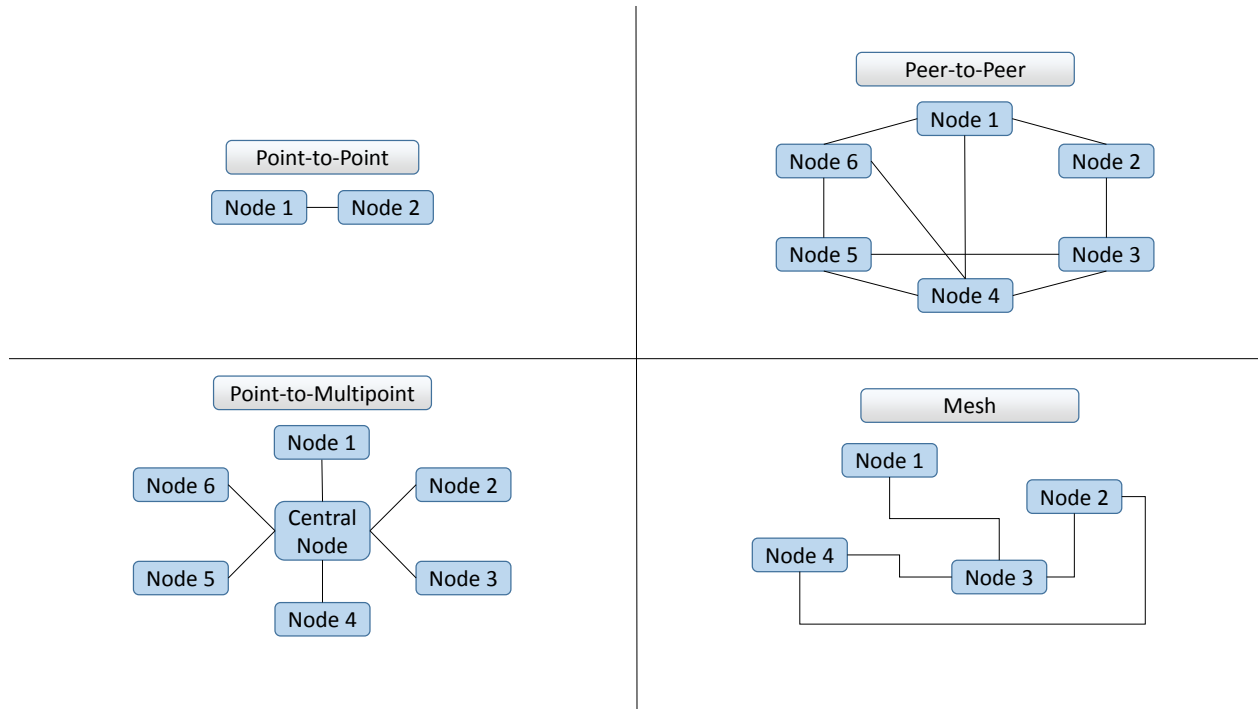 Point-to-Point
Node 1
Node 2
Peer-to-Peer
Node 1
Node 6
Node 2
Node 5
Node 3
Node 4
Point-to-Multipoint
Node 1
Node 6
Node 2
Central
Node
Node 5
Node 3
Node 4
Mesh
Node 1
Node 2
Node 4
Node 3